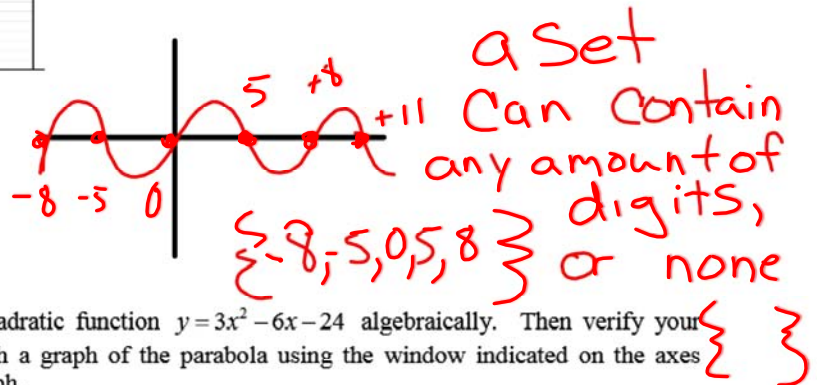 a set
can contain
any amount of
digits,
or none
{ }
5 +8
+11
-8 -5 0
{-8,-5,0,5,8}
adratic function y = 3x² – 6x – 24 algebraically. Then verify your
h a graph of the parabola using the window indicated on the axes